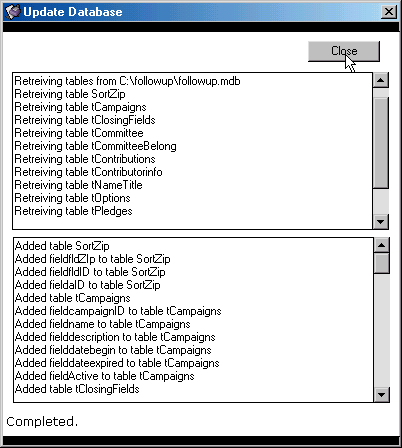 Update Database
Close
Retreiving tables from C:\followup\followup.mdb
Retreiving table SortZip
Retreiving table tCampaigns
Retreiving table tClosingFields
Retreiving table tCommittee
Retreiving table tCommitteeBelong
Retreiving table tContributions
Retreiving table tContributorinfo
Retreiving table tNameTitle
Retreiving table tOptions
Retreiving table tPledges
Added table SortZip
Added fieldfldZIp to table SortZip
Added fieldfldID to table SortZip
Added fieldaID to table SortZip
Added table tCampaigns
Added fieldcampaignID to table tCampaigns
Added fieldname to table tCampaigns
Added fielddescription to table tCampaigns
Added fielddatebegin to table tCampaigns
Added fielddateexpired to table tCampaigns
Added fieldActive to table tCampaigns
Added table tClosingFields
Completed.